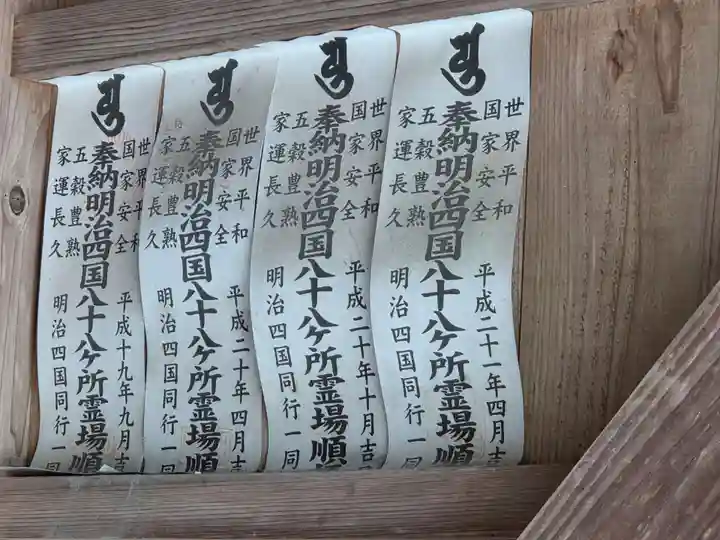 世界平和
国家安全
平成二十一年四月吉
奉納明治四国八十八ケ所霊場順
五穀豊熟
家運長久
明治四国同行一同
世界平和
国家安全
平成二十年十月吉
奉納明治四国八十八ケ所霊場順
五穀豊熟
家運長久
明治四国同行一同
世界平和
国家安全
平成二十年四月吉
奉納明治四国八十八ケ所霊場順
五穀豊熟
家運長久
明治四国同行一同
世界平和
国家安全
平成十九年九月吉
奉納明治四国八十八ケ所霊場順
五穀豊熟
家運長久
明治四国同行一同